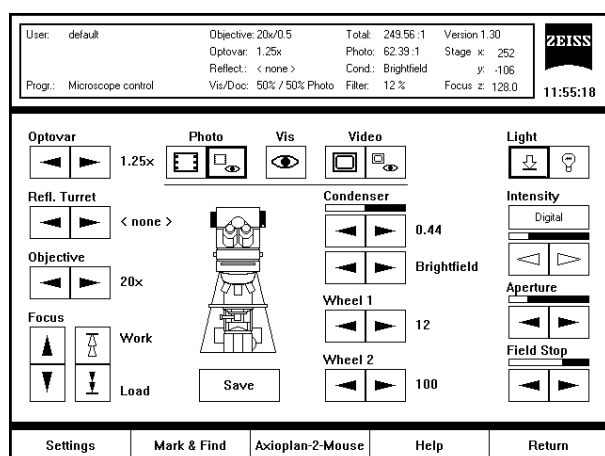 User: default Objective: 20x/0.5 Total: 249.56 :1 Version 1.30
Optovar: 1.25x Photo: 62.39 :1 Stage x: 252
Reflect.: < none > Cond.: Brightfield y: -106
Progr.: Microscope control Vis/Doc: 50% / 50% Photo Filter: 12 % Focus z: 128.0
ZEISS
11:55:18
Optovar Photo Vis Video Light
1.25x
Refl. Turret Condenser Intensity
< none > 0.44 Digital
Objective
20x Brightfield
Aperture
Focus Wheel 1
Work 12
Field Stop
Wheel 2
Load Save 100
Settings Mark & Find Axioplan-2-Mouse Help Return